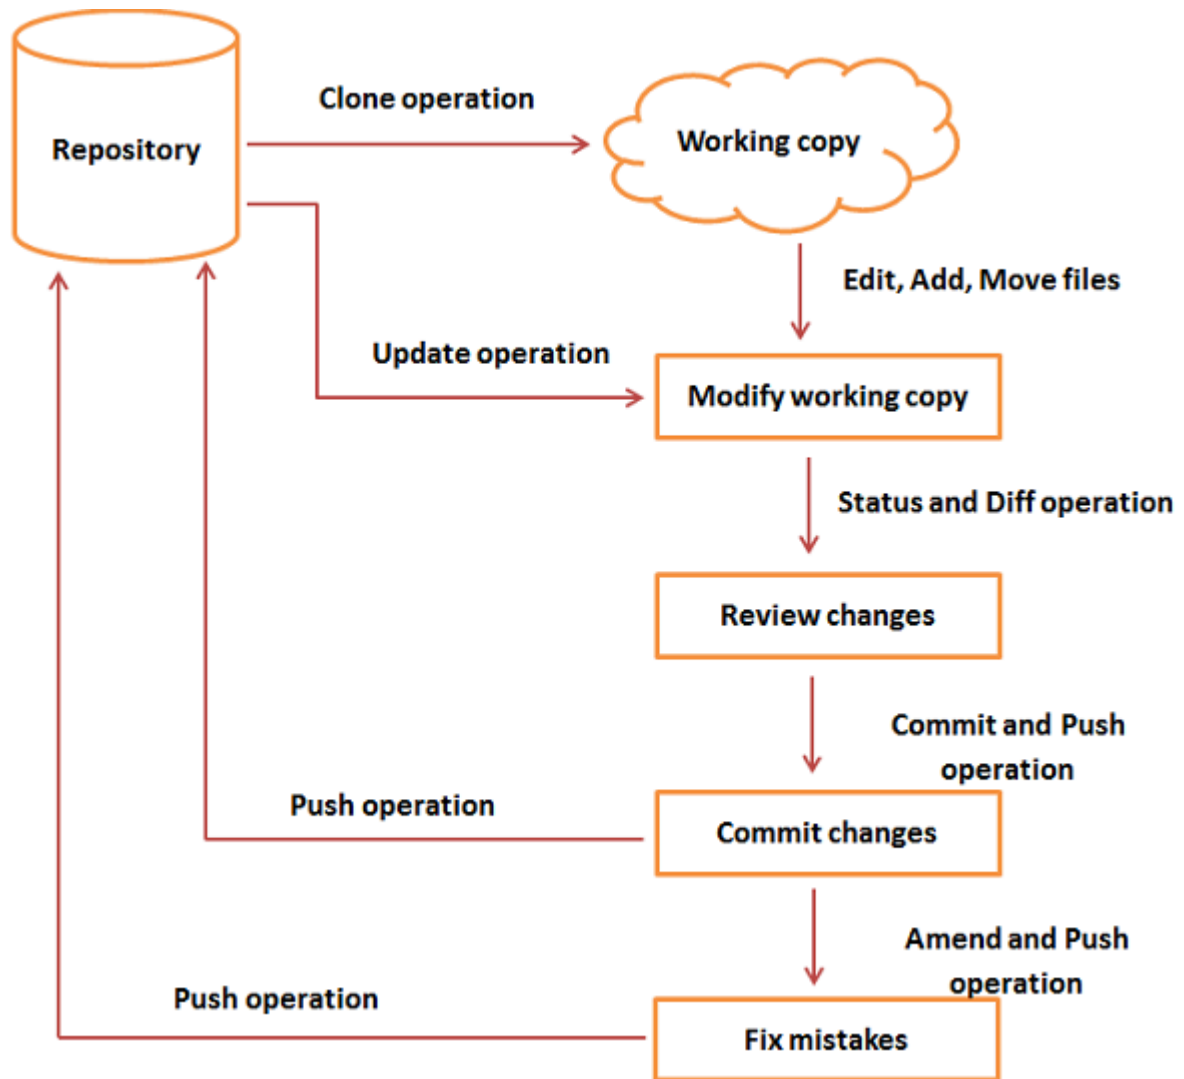 Clone operation
Repository
Working copy
Edit, Add, Move files
Update operation
Modify working copy
Status and Diff operation
Review changes
Commit and Push
operation
Push operation
Commit changes
Amend and Push
operation
Push operation
Fix mistakes